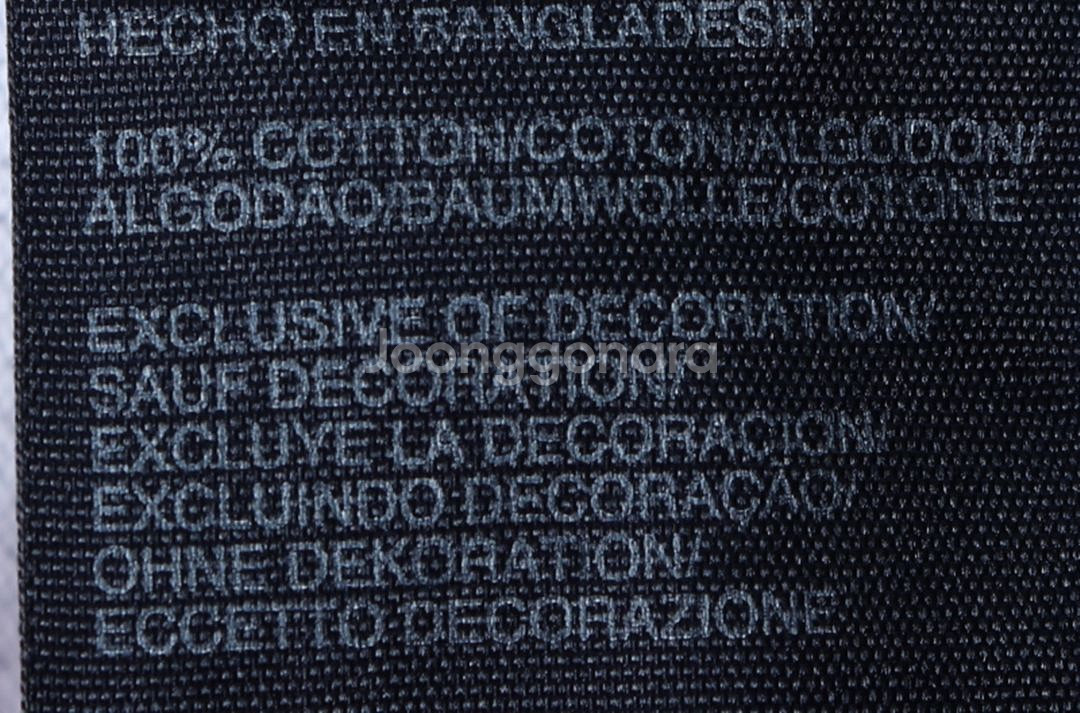 HECHO EN BANGLADESH
100% COTTON/COTON/ALGODON/
ALGODÃO/BAUMWOLLE/COTONE
EXCLUSIVE OF DECORATION/
Joonggonara
SAUF DECORATION/
EXCLUYE LA DECORACION/
EXCLUINDO DECORAÇÃO/
OHNE DEKORATION/
ECCETTO DECORAZIONE